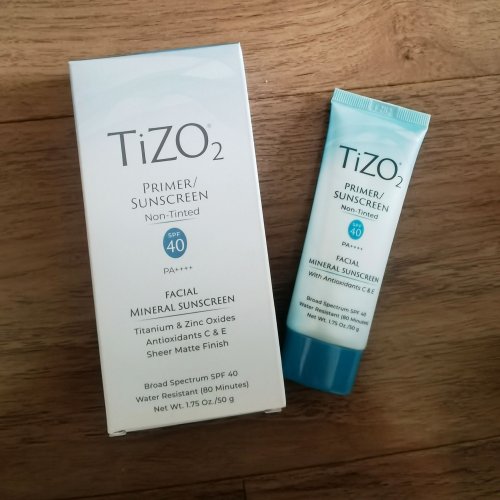 TiZO2
PRIMER/
SUNSCREEN
Non-Tinted
SPF
40
PA++++
FACIAL
MINERAL SUNSCREEN
Titanium & Zinc Oxides
Antioxidants C & E
Sheer Matte Finish
Broad Spectrum SPF 40
Water Resistant (80 Minutes)
Net Wt. 1.75 Oz./50 g
TiZO2
PRIMER/
SUNSCREEN
Non-Tinted
SPF
40
PA++++
FACIAL
MINERAL SUNSCREEN
With Antioxidants C & E
Broad Spectrum SPF 40
Water Resistant (80 Minutes)
Net Wt. 1.75 Oz./50 g